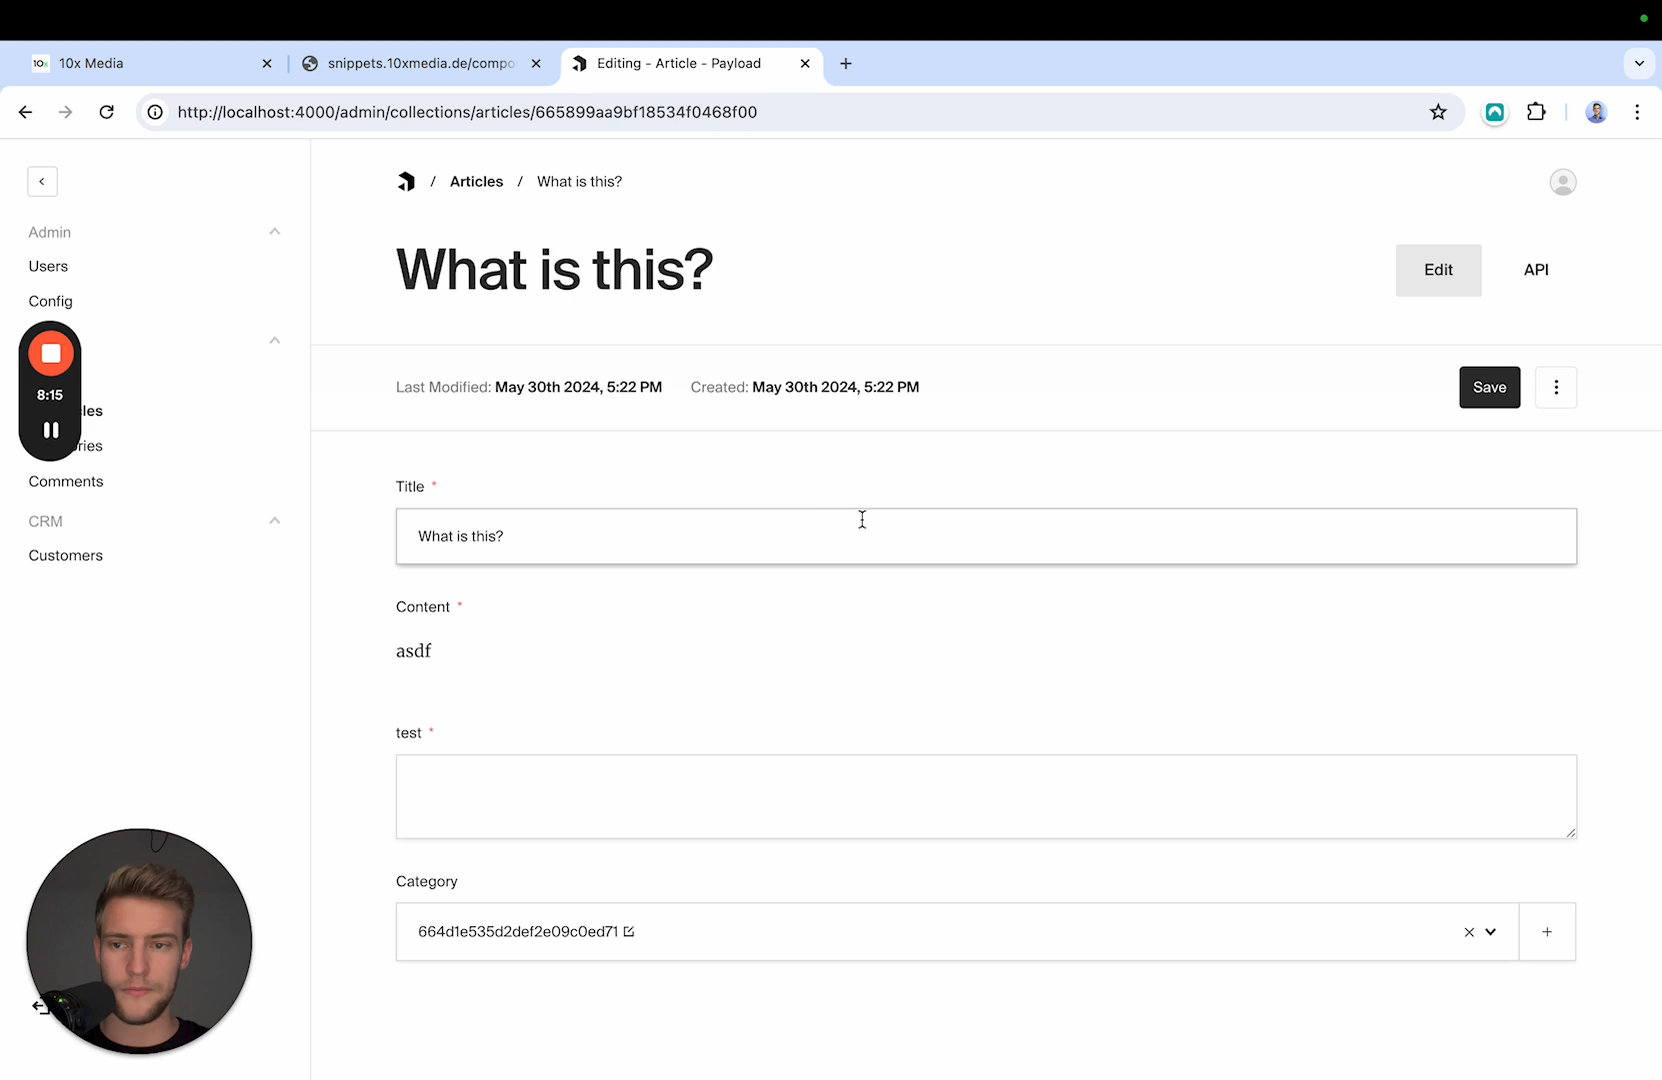 10x 10x Media
snippets.10xmedia.de/compo
Editing - Article - Payload
http://localhost:4000/admin/collections/articles/665899aa9bf18534f0468f00
/ Articles / What is this?
Admin
Users
Config
8:15
cles
ries
Comments
CRM
Customers
What is this?
Edit
API
Last Modified: May 30th 2024, 5:22 PM Created: May 30th 2024, 5:22 PM
Save
Title *
What is this?
Content *
asdf
test *
Category
664d1e535d2def2e09c0ed71